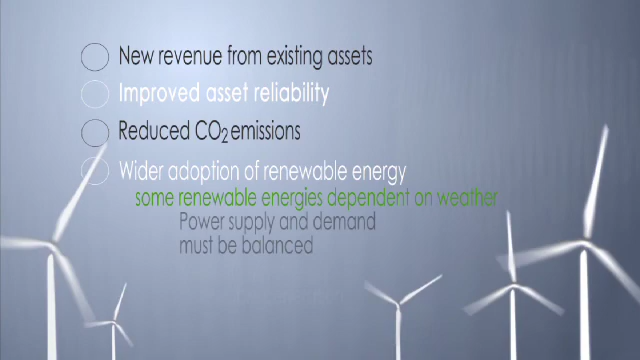 New revenue from existing assets
Improved asset reliability
Reduced CO2 emissions
Wider adoption of renewable energy
some renewable energies dependent on weather
Power supply and demand
must be balanced